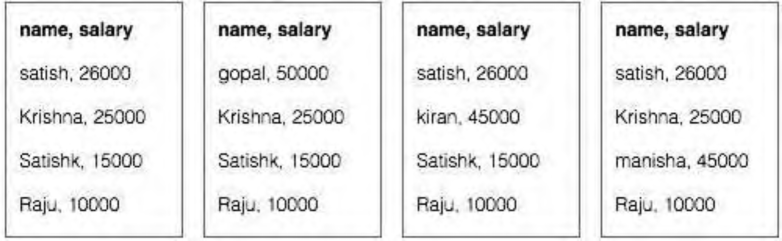 name, salary
satish, 26000
Krishna, 25000
Satishk, 15000
Raju, 10000
name, salary
gopal, 50000
Krishna, 25000
Satishk, 15000
Raju, 10000
name, salary
satish, 26000
kiran, 45000
Satishk, 15000
Raju, 10000
name, salary
satish, 26000
Krishna, 25000
manisha, 45000
Raju, 10000